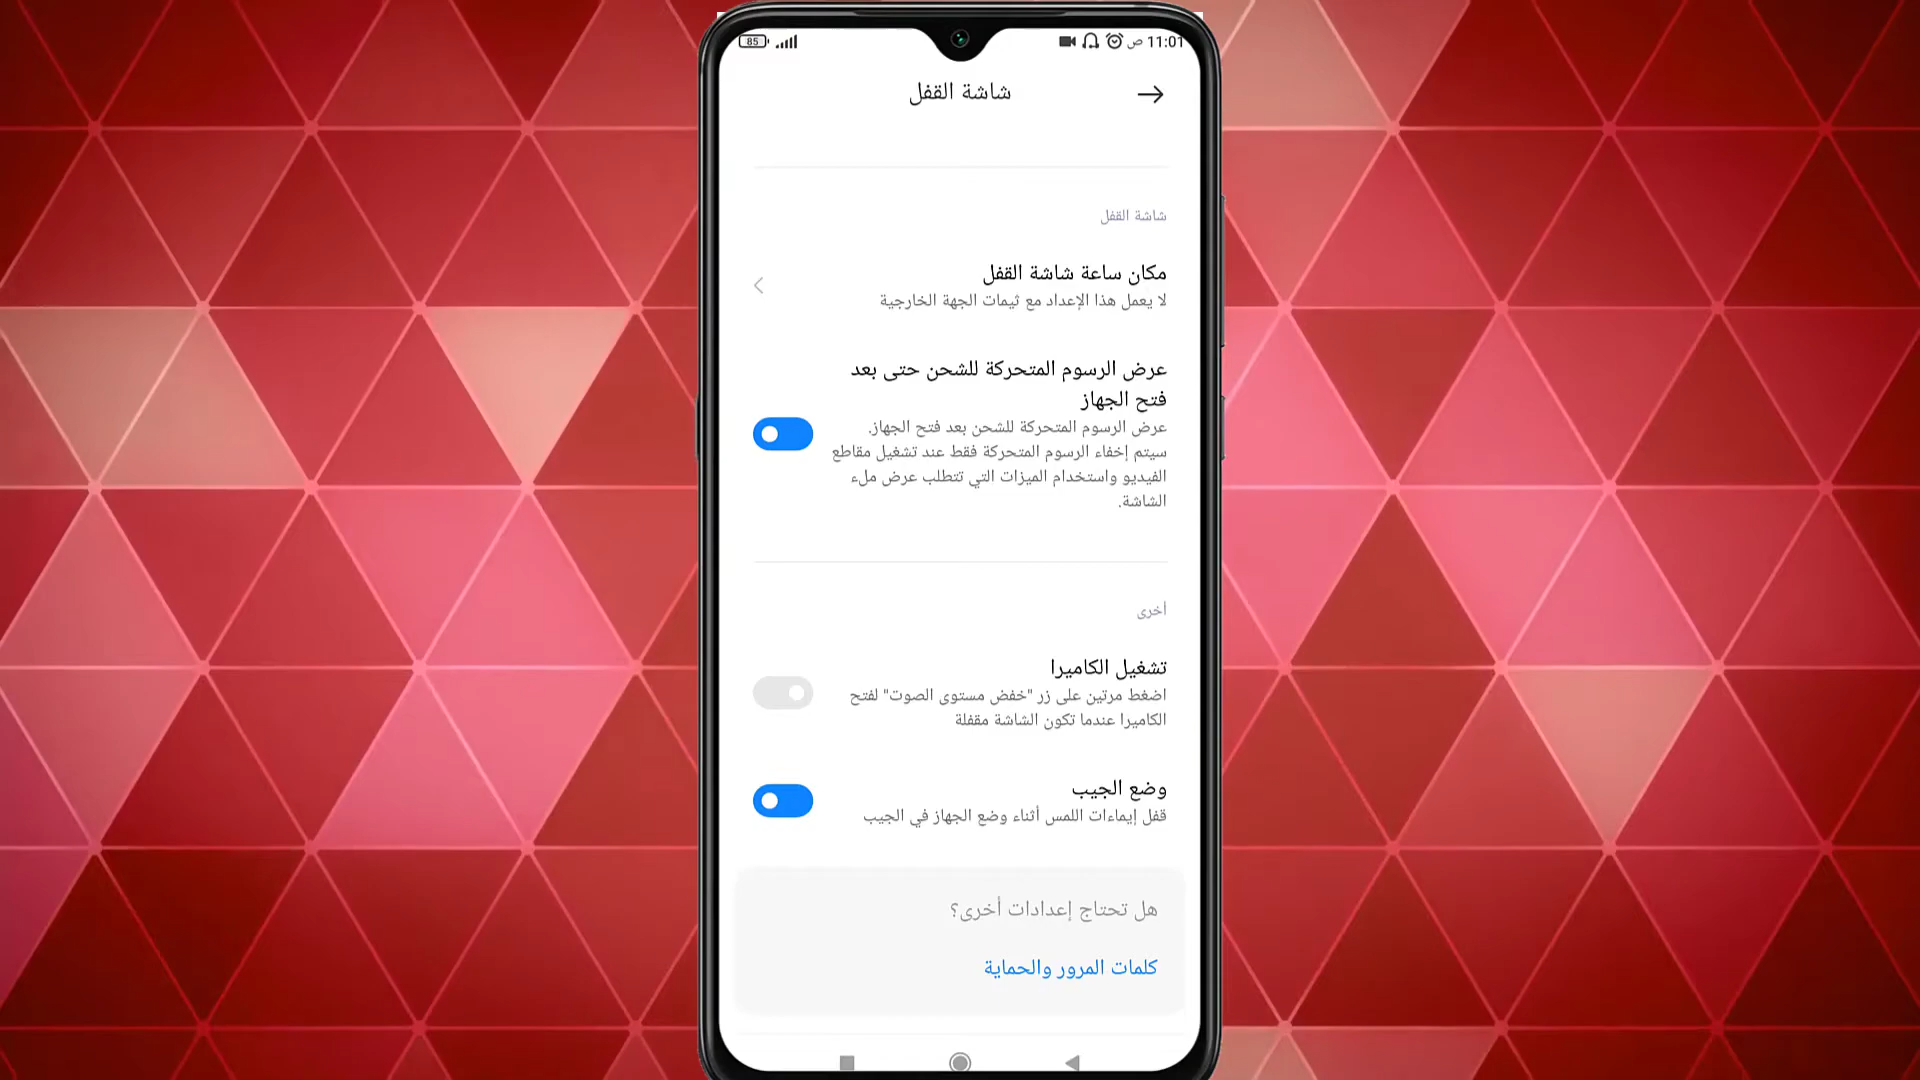 11:01 ص
85
شاشة القفل
شاشة القفل
مكان ساعة شاشة القفل
لا يعمل هذا الإعداد مع ثيمات الجهة الخارجية
عرض الرسوم المتحركة للشحن حتى بعد
فتح الجهاز
عرض الرسوم المتحركة للشحن بعد فتح الجهاز.
سيتم إخفاء الرسوم المتحركة فقط عند تشغيل مقاطع
الفيديو واستخدام الميزات التي تتطلب عرض ملء
الشاشة.
أخرى
تشغيل الكاميرا
اضغط مرتين على زر "خفض مستوى الصوت" لفتح
الكاميرا عندما تكون الشاشة مقفلة
وضع الجيب
قفل إيماءات اللمس أثناء وضع الجهاز في الجيب
هل تحتاج إعدادات أخرى؟
كلمات المرور والحماية